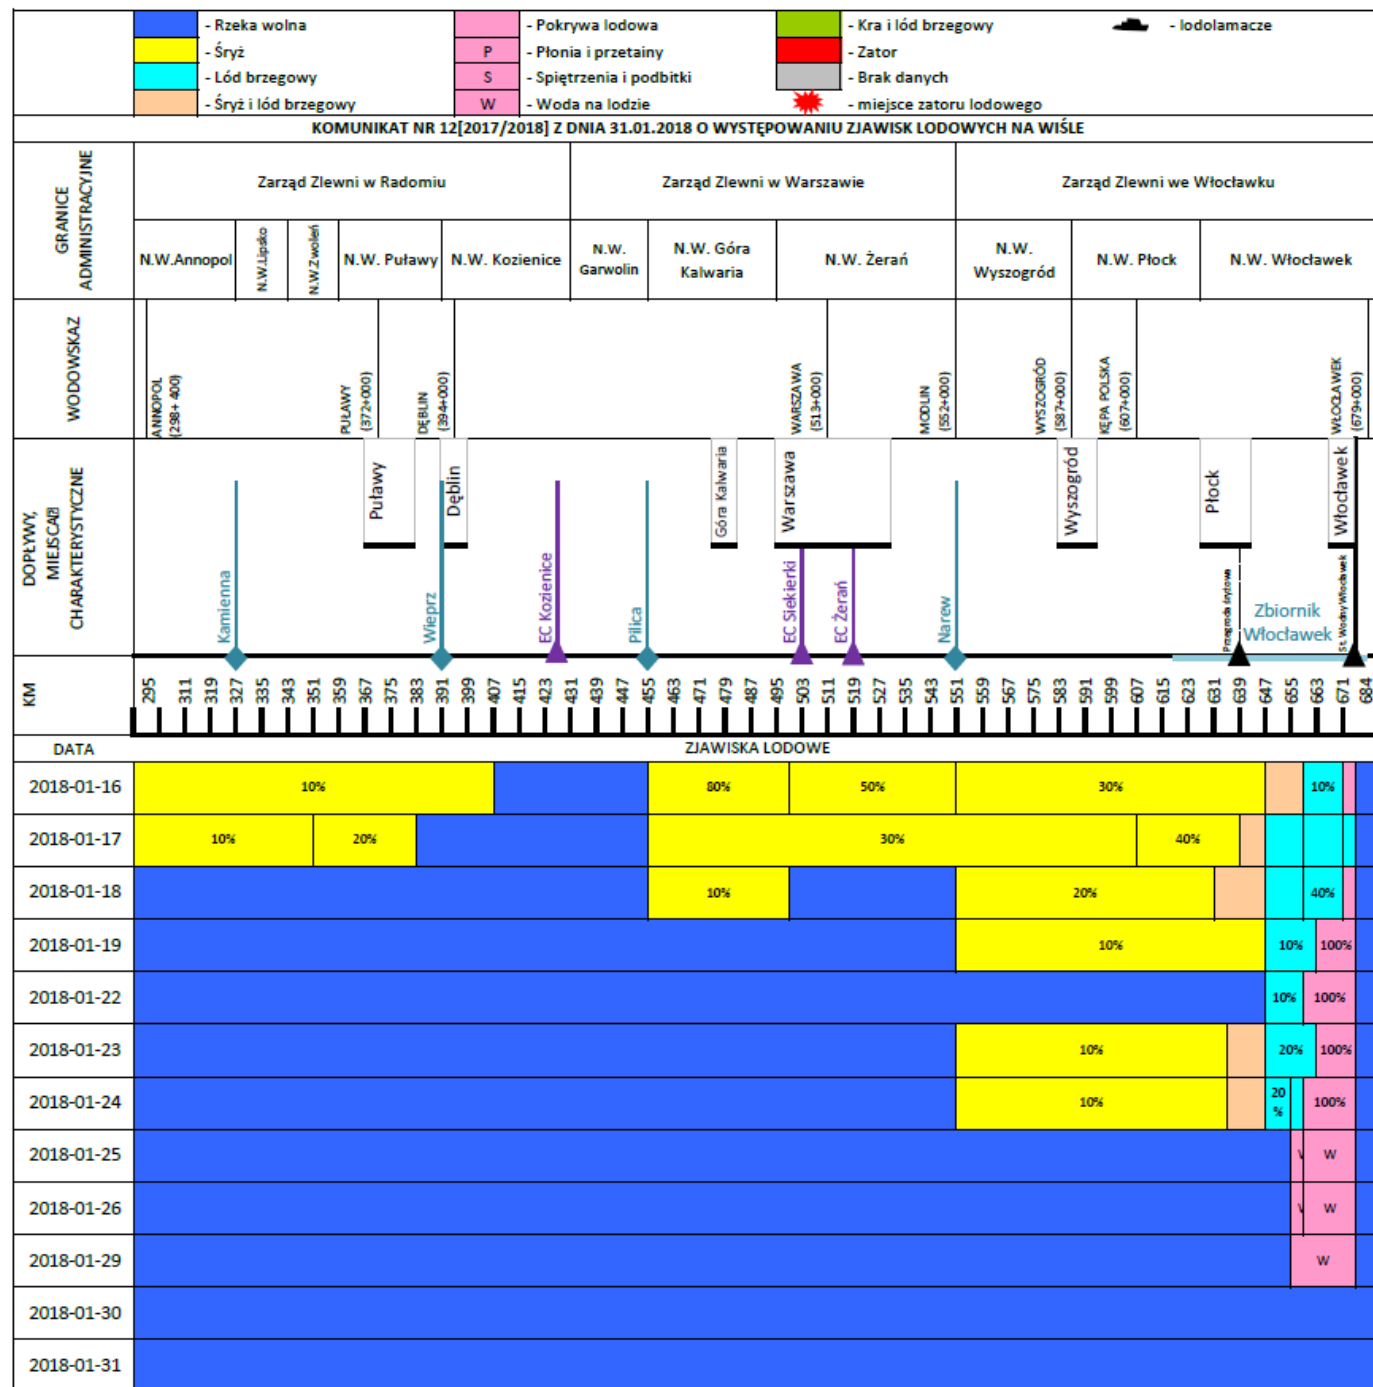 - Rzeka wolna
- Pokrywa lodowa
- Kra i lód brzegowy
- lodołamacze
- Śryż
P
- Płonia i przetainy
- Zator
- Lód brzegowy
S
- Spiętrzenia i podbitki
- Brak danych
- Śryż i lód brzegowy
W
- Woda na lodzie
- miejsce zatoru lodowego
KOMUNIKAT NR 12[2017/2018] Z DNIA 31.01.2018 O WYSTĘPOWANIU ZJAWISK LODOWYCH NA WIŚLE
GRANICE
ADMINISTRACYJNE
Zarząd Zlewni w Radomiu
Zarząd Zlewni w Warszawie
Zarząd Zlewni we Włocławku
N.W.Annopol
N.W.Lipsko
N.W.Zwoleń
N.W. Puławy
N.W. Kozienice
N.W.
Garwolin
N.W. Góra
Kalwaria
N.W. Żerań
N.W.
Wyszogród
N.W. Płock
N.W. Włocławek
WODOWSKAZ
ANNOPOL
(298+ 400)
PUŁAWY
(372+000)
DĘBLIN
(394+000)
WARSZAWA
(513+000)
MODLIN
(552+000)
WYSZOGRÓD
(587+000)
KĘPA POLSKA
(607+000)
WŁOCŁAWEK
(679+000)
DOPŁYWY,
MIEJSCA
CHARAKTERYSTYCZNE
Kamienna
Puławy
Wieprz
Dęblin
EC Kozienice
Pilica
Góra Kalwaria
Warszawa
EC Siekierki
EC Żerań
Narew
Wyszogród
Płock
Przegroda śryżowa
Zbiornik
Włocławek
St. Wodny Włocławek
Włocławek
KM
295
311
319
327
335
343
351
359
367
375
383
391
399
407
415
423
431
439
447
455
463
471
479
487
495
503
511
519
527
535
543
551
559
567
575
583
591
599
607
615
623
631
639
647
655
663
671
684
DATA
ZJAWISKA LODOWE
2018-01-16
10%
80%
50%
30%
10%
2018-01-17
10%
20%
30%
40%
2018-01-18
10%
20%
40%
2018-01-19
10%
10%
100%
2018-01-22
10%
100%
2018-01-23
10%
20%
100%
2018-01-24
10%
20
%
100%
2018-01-25
W
2018-01-26
W
2018-01-29
W
2018-01-30
2018-01-31